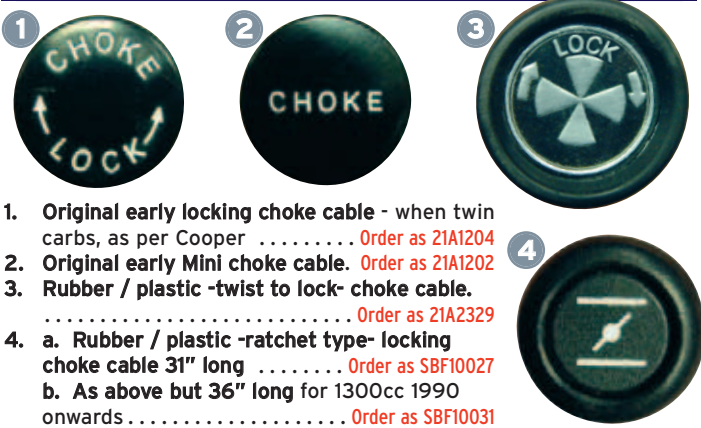 1
CHOKE
LOCK
2
CHOKE
3
LOCK
1. Original early locking choke cable - when twin
carbs, as per Cooper ......... Order as 21A1204
2. Original early Mini choke cable. Order as 21A1202
3. Rubber / plastic -twist to lock- choke cable.
............................ Order as 21A2329
4
4. a. Rubber / plastic -ratchet type- locking
choke cable 31" long ........ Order as SBF10027
b. As above but 36" long for 1300cc 1990
onwards.................... Order as SBF10031